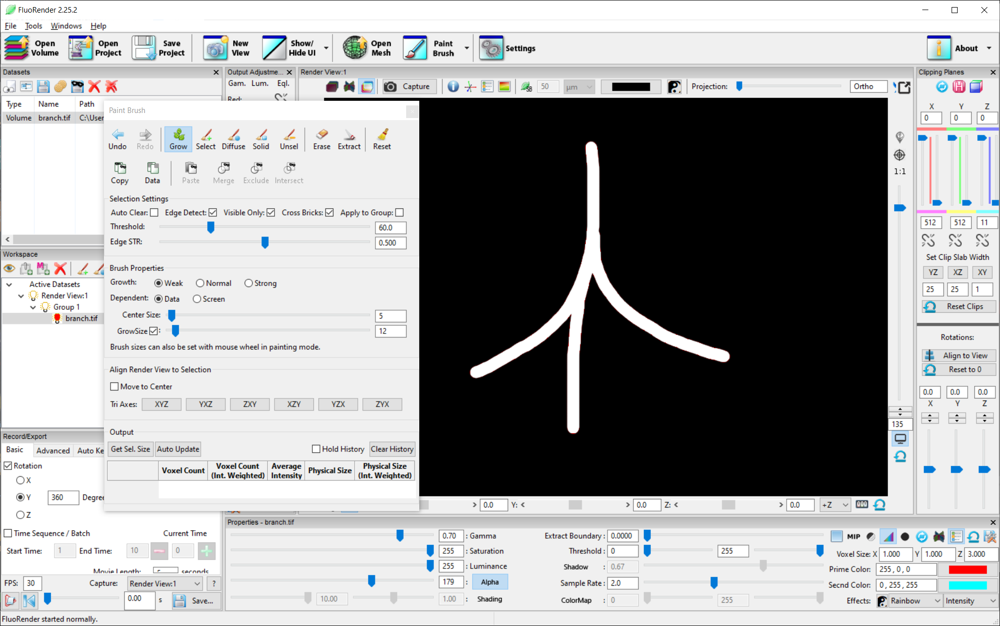 FluoRender 2.25.2
File Tools Windows Help
Open Volume
Open Project
Save Project
New View
Show/ Hide UI
Open Mesh
Paint Brush
Settings
About
Datasets
Type Name Path
Volume branch.tif C:\User
Output Adjustme...
Gam. Lum. Eql.
Red:
Render View:1
SB 50 µm
Capture
Projection: Ortho
1:1
135
Paint Brush
Undo Redo Grow Select Diffuse Solid Unsel Erase Extract Reset
Copy Data Paste Merge Exclude Intersect
Selection Settings
Auto Clear: Edge Detect: Visible Only: Cross Bricks: Apply to Group:
Threshold: 60.0
Edge STR: 0.500
Brush Properties
Growth: Weak Normal Strong
Dependent: Data Screen
Center Size: 5
GrowSize : 12
Brush sizes can also be set with mouse wheel in painting mode.
Align Render View to Selection
Move to Center
Tri Axes: XYZ YXZ ZXY XZY YZX ZYX
Output
Get Sel. Size Auto Update Hold History Clear History
Voxel Count
Voxel Count (Int. Weighted)
Average Intensity
Physical Size
Physical Size (Int. Weighted)
> 0.0 Y: < > 0.0 Z: < > 0.0 +Z 000
Workspace
Active Datasets
Render View:1
Group 1
branch.tif
Record/Export
Basic Advanced Auto Ke
Rotation
X
Y 360 Degree
Z
Time Sequence / Batch Current Time
Start Time: 1 End Time: 10 0
Movie Length: seconds
FPS: 30 Capture: Render View:1 ?
0.00 s Save...
Properties - branch.tif
0.70 : Gamma
255 : Saturation
255 : Luminance
179 : Alpha
10.00 1.00 : Shading
Extract Boundary : 0.0000
Threshold : 0 255
Shadow : 0.67
Sample Rate : 2.0
ColorMap : 0 255
MIP
Voxel Size: X 1.000 Y 1.000 Z 3.000
Prime Color: 255 , 0 , 0
Secnd Color: 0 , 255 , 255
Effects: Rainbow Intensity
Clipping Planes
H
X Y Z
0 0 0
512 512 11
Set Clip Slab Width
YZ XZ XY
25 25 1
Reset Clips
Rotations:
Align to View
Reset to 0
0.0 0.0 0.0
X Y Z
FluoRender started normally.